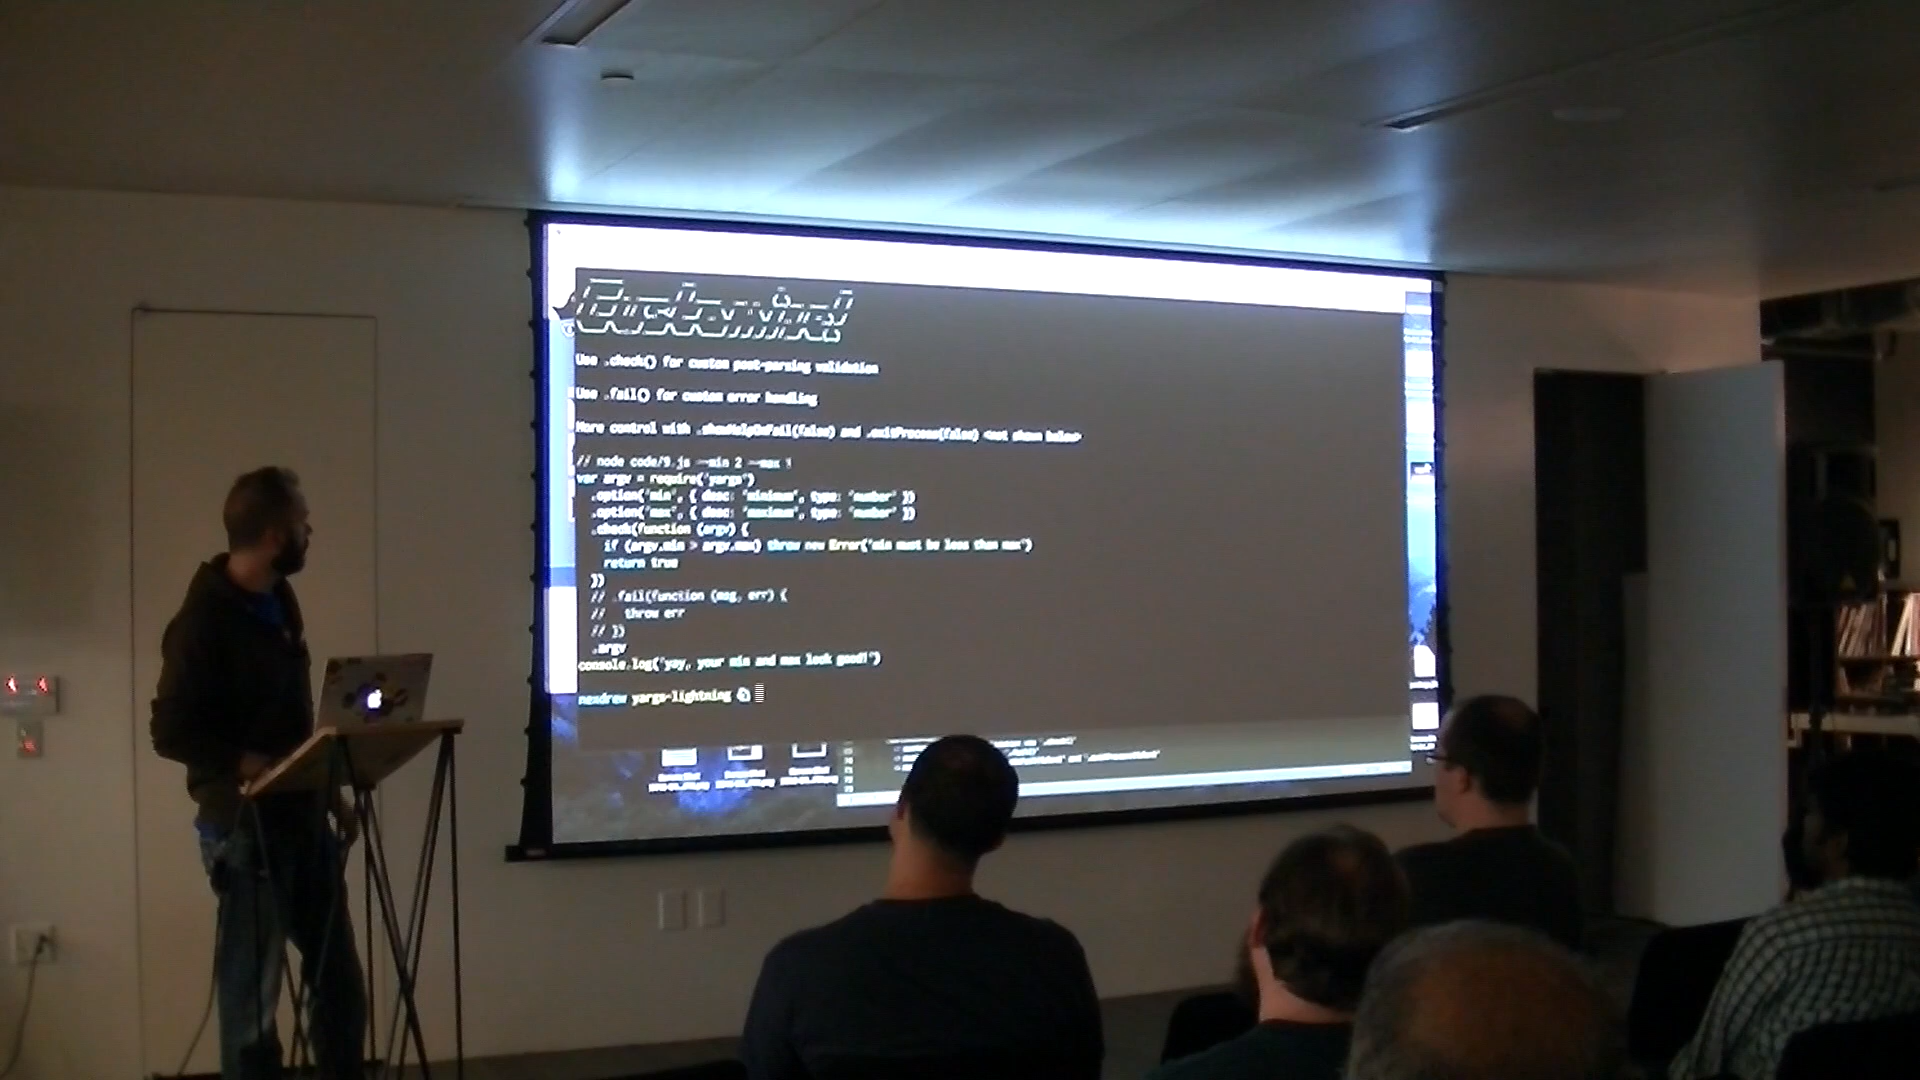 Customize!
Use .check() for custom post-parsing validation
Use .fail() for custom error handling
More control with .showHelpOnFail(false) and .exitProcess(false) <not shown below>
// node code/9.js --min 2 --max 1
var argv = require('yargs')
.option('min', { desc: 'minimum', type: 'number' })
.option('max', { desc: 'maximum', type: 'number' })
.check(function (argv) {
if (argv.min > argv.max) throw new Error('min must be less than max')
return true
})
// .fail(function (msg, err) {
//   throw err
// })
.argv
console.log('yay, your min and max look good!')
nexdrew yargs-lightning